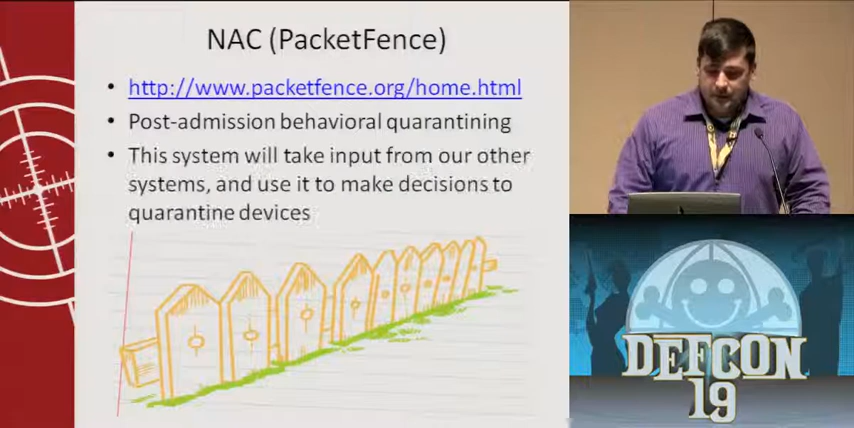 NAC (PacketFence)
• http://www.packetfence.org/home.html
• Post-admission behavioral quarantining
• This system will take input from our other
systems, and use it to make decisions to
quarantine devices
DEFCON
19